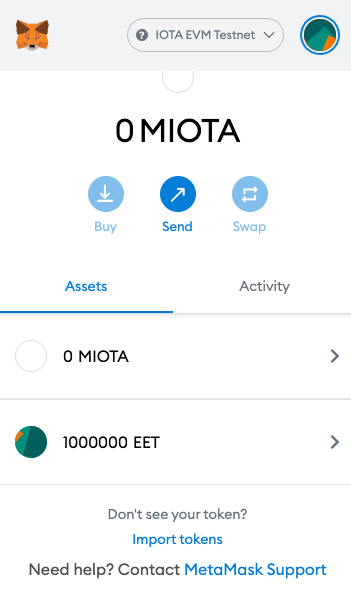 IOTA EVM Testnet
0 MIOTA
Buy
Send
Swap
Assets
Activity
0 MIOTA
1000000 EET
Don't see your token?
Import tokens
Need help? Contact MetaMask Support